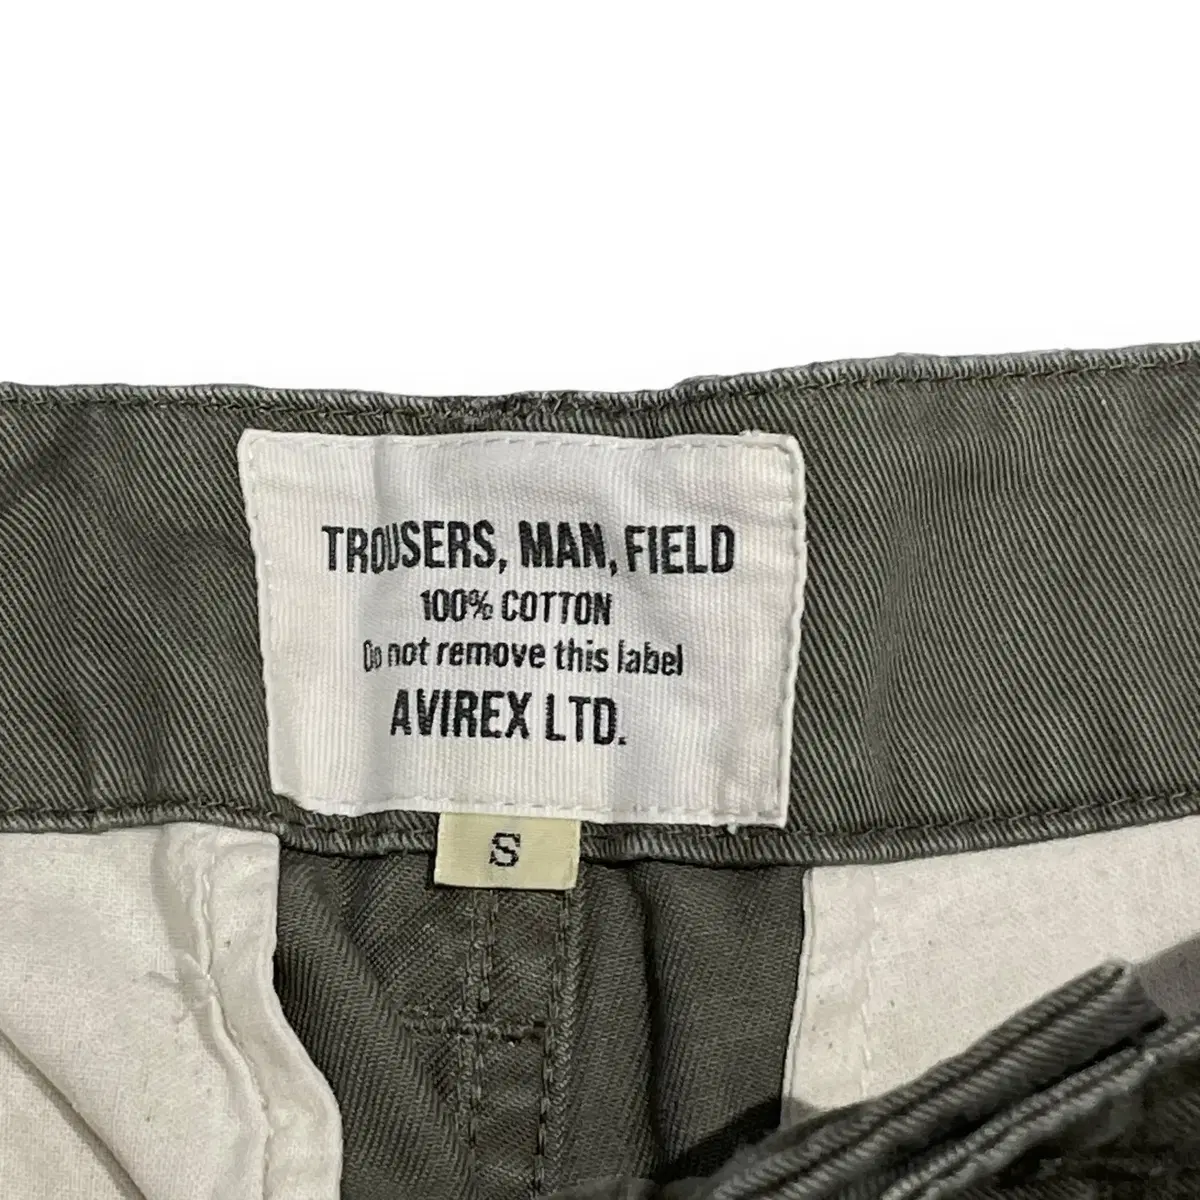 TROUSERS, MAN, FIELD
100% COTTON
Do not remove this label
AVIREX LTD.
S